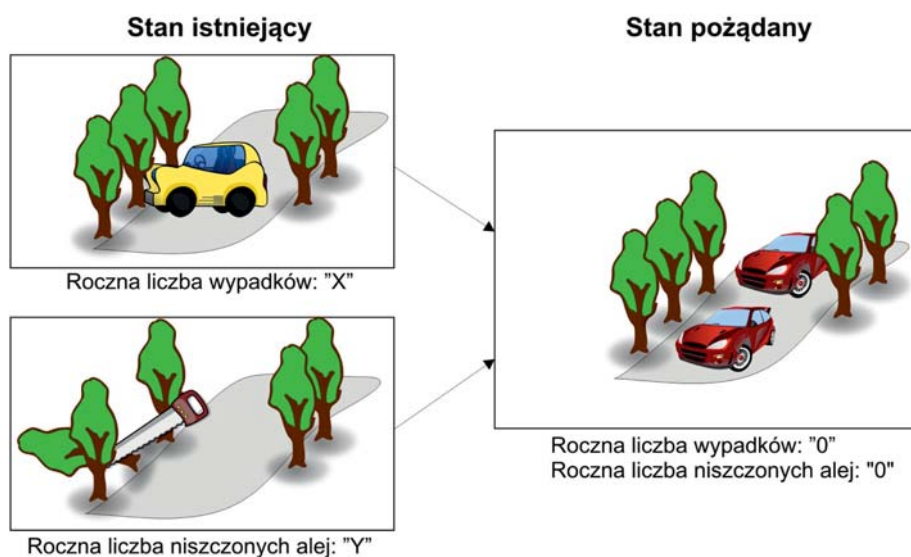 Stan istniejący
Stan pożądany
Roczna liczba wypadków: ”X”
Roczna liczba wypadków: ”0”
Roczna liczba niszczonych alej: "0"
Roczna liczba niszczonych alej: ”Y”